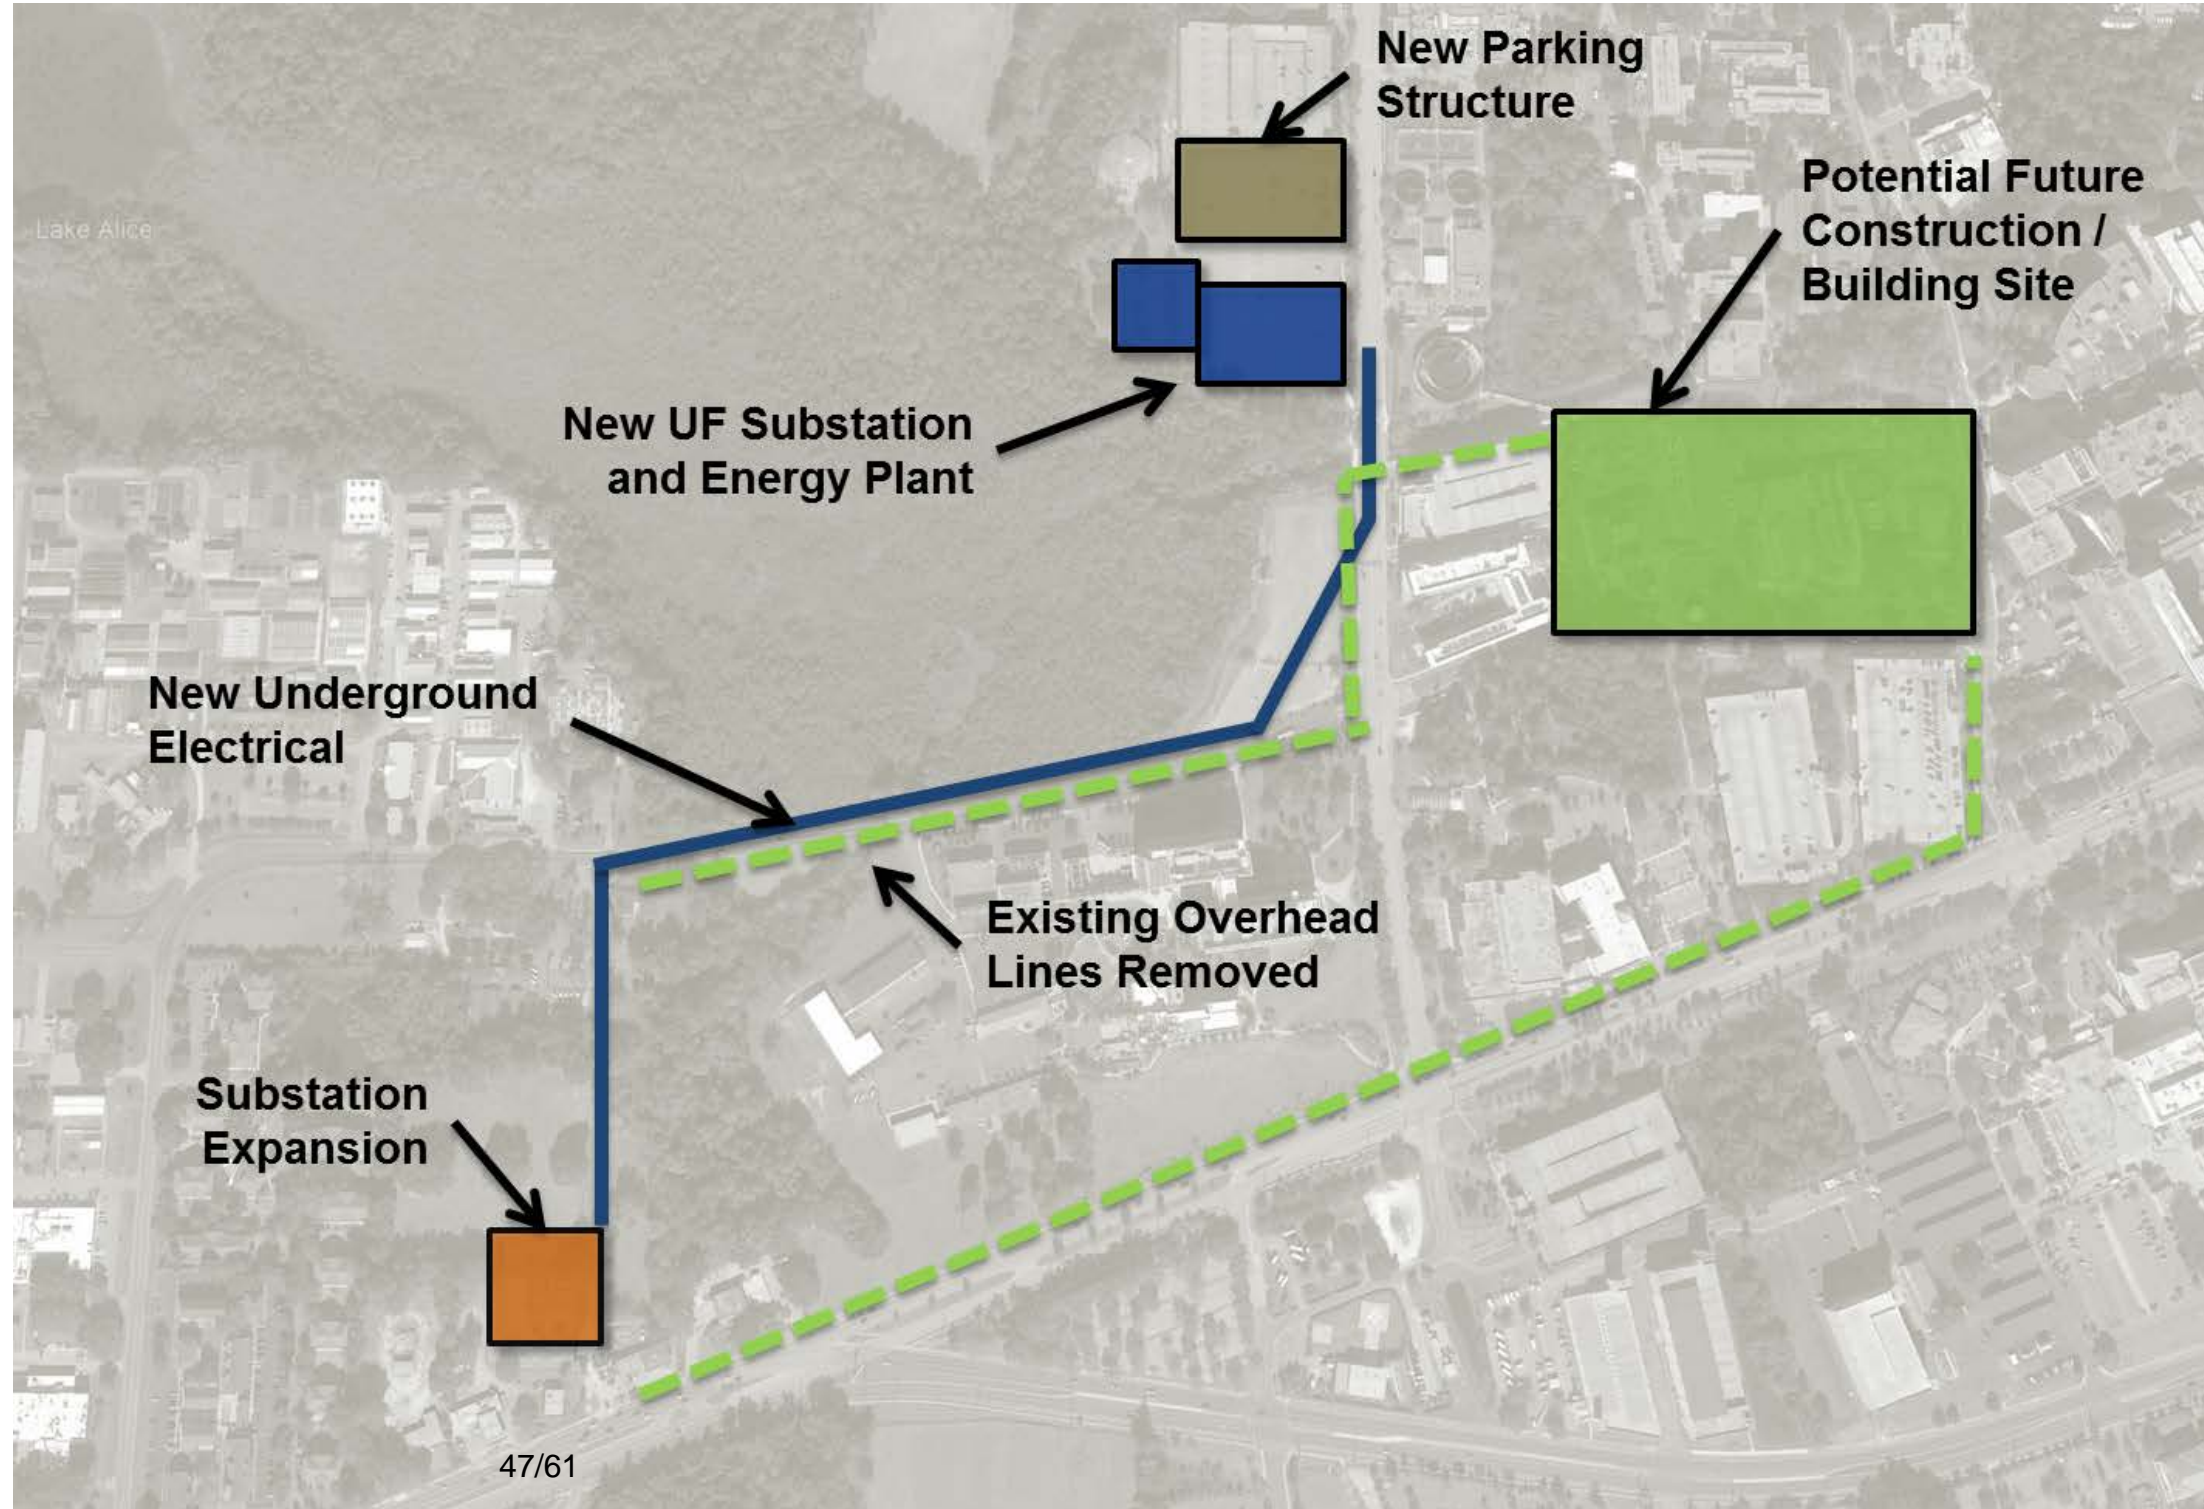 New Parking
Structure
Potential Future
Construction /
Building Site
Lake Alice
New UF Substation
and Energy Plant
New Underground
Electrical
Existing Overhead
Lines Removed
Substation
Expansion
47/61